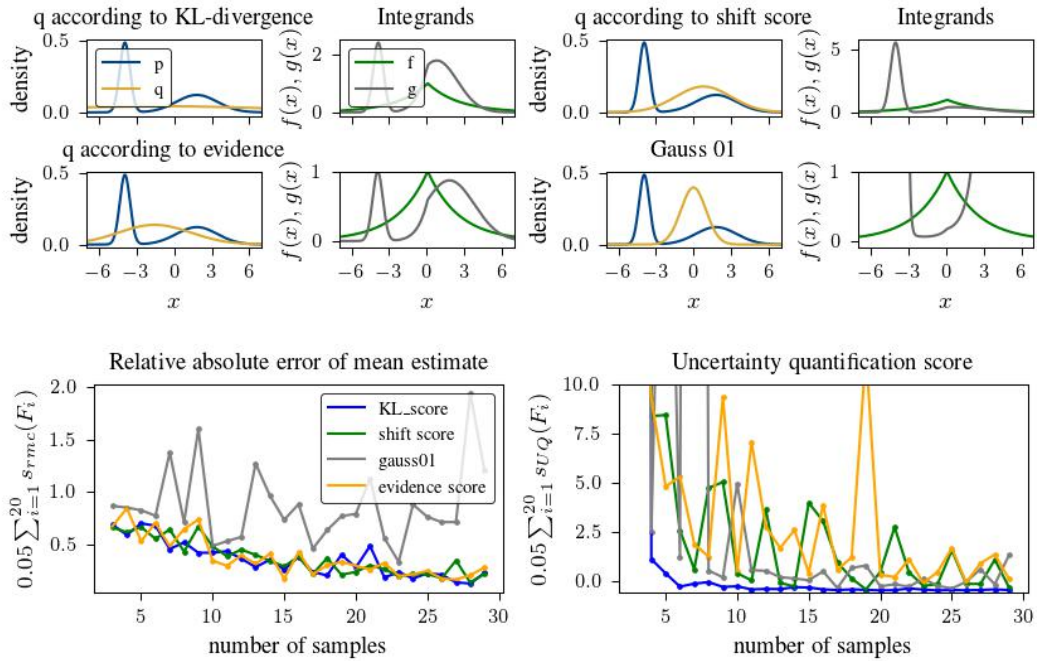 q according to KL-divergence
Integrands
q according to shift score
Integrands
density
0.5
0.0
p
q
f(x), g(x)
2
0
f
g
density
0.5
0.0
f(x), g(x)
5
0
q according to evidence
Gauss 01
density
0.5
0.0
−6 −3 0 3 6
x
f(x), g(x)
1
0
−6 −3 0 3 6
x
density
0.5
0.0
−6 −3 0 3 6
x
f(x), g(x)
1
0
−6 −3 0 3 6
x
Relative absolute error of mean estimate
0.05 ∑_{i=1}^{20} s_{rmc}(F_i)
2.0
1.5
1.0
0.5
KL_score
shift score
gauss01
evidence score
5 10 15 20 25 30
number of samples
Uncertainty quantification score
0.05 ∑_{i=1}^{20} s_{UQ}(F_i)
10.0
7.5
5.0
2.5
0.0
5 10 15 20 25 30
number of samples